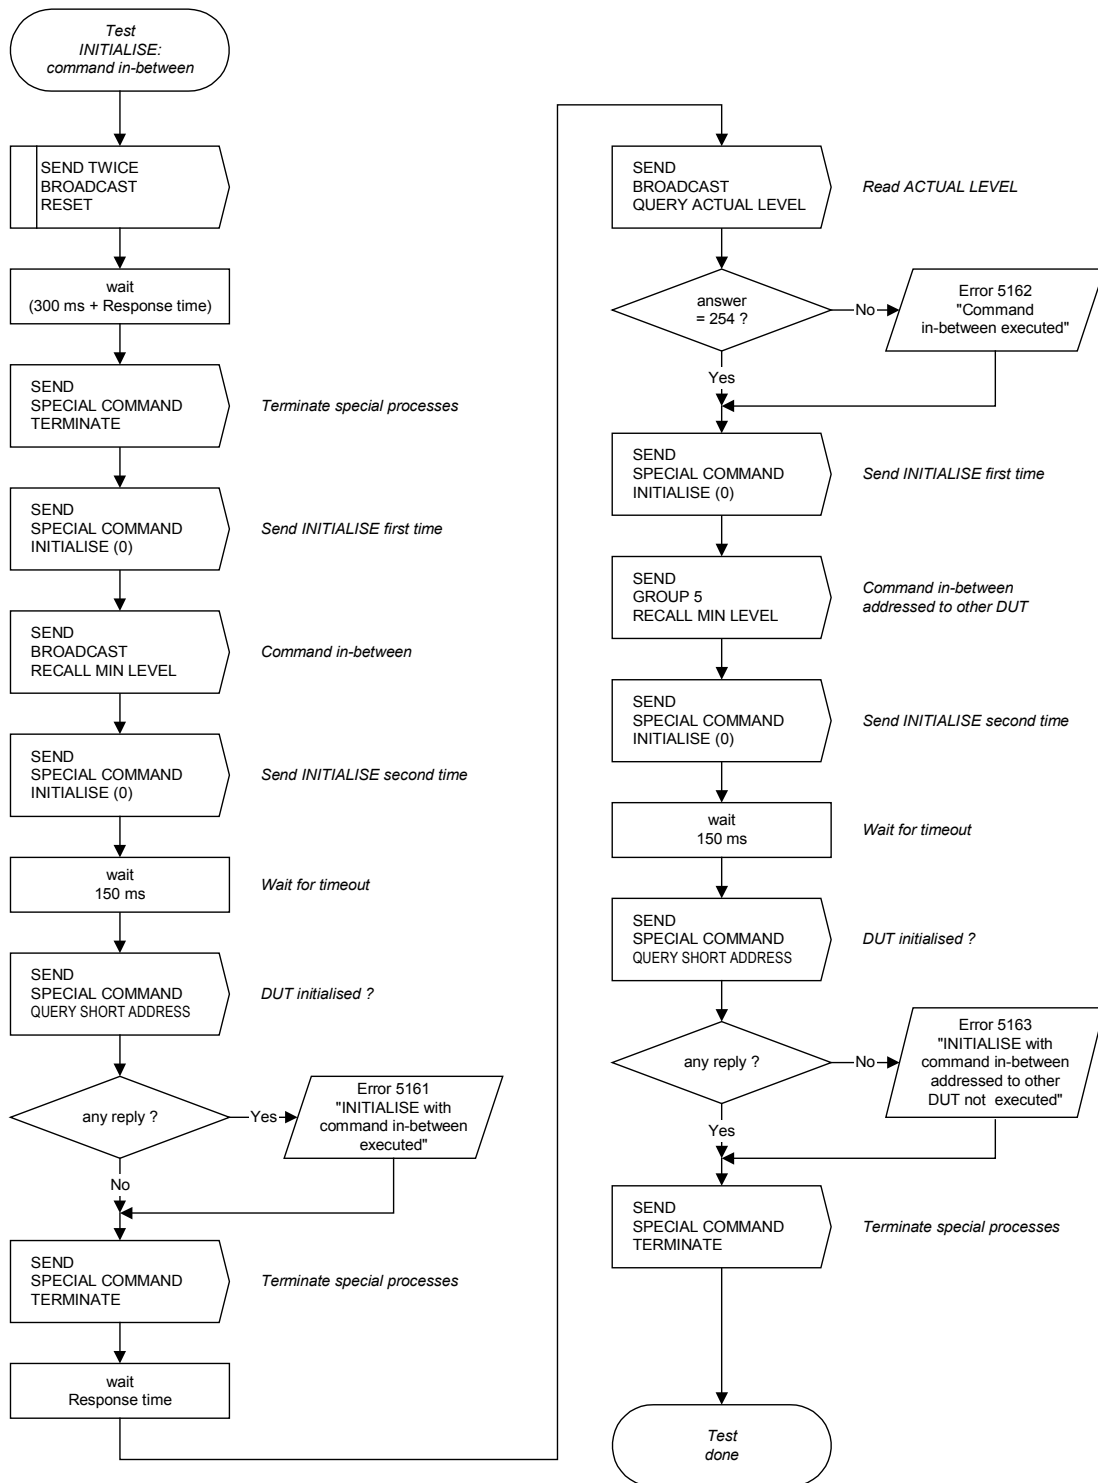 Test
INITIALISE:
command in-between
SEND TWICE
BROADCAST
RESET
wait
(300 ms + Response time)
SEND
SPECIAL COMMAND
TERMINATE
Terminate special processes
SEND
SPECIAL COMMAND
INITIALISE (0)
Send INITIALISE first time
SEND
BROADCAST
RECALL MIN LEVEL
Command in-between
SEND
SPECIAL COMMAND
INITIALISE (0)
Send INITIALISE second time
wait
150 ms
Wait for timeout
SEND
SPECIAL COMMAND
QUERY SHORT ADDRESS
DUT initialised ?
any reply ?
Yes
Error 5161
"INITIALISE with
command in-between
executed"
No
SEND
SPECIAL COMMAND
TERMINATE
Terminate special processes
wait
Response time
SEND
BROADCAST
QUERY ACTUAL LEVEL
Read ACTUAL LEVEL
answer
= 254 ?
No
Error 5162
"Command
in-between executed"
Yes
SEND
SPECIAL COMMAND
INITIALISE (0)
Send INITIALISE first time
SEND
GROUP 5
RECALL MIN LEVEL
Command in-between
addressed to other DUT
SEND
SPECIAL COMMAND
INITIALISE (0)
Send INITIALISE second time
wait
150 ms
Wait for timeout
SEND
SPECIAL COMMAND
QUERY SHORT ADDRESS
DUT initialised ?
any reply ?
No
Error 5163
"INITIALISE with
command in-between
addressed to other
DUT not executed"
Yes
SEND
SPECIAL COMMAND
TERMINATE
Terminate special processes
Test
done